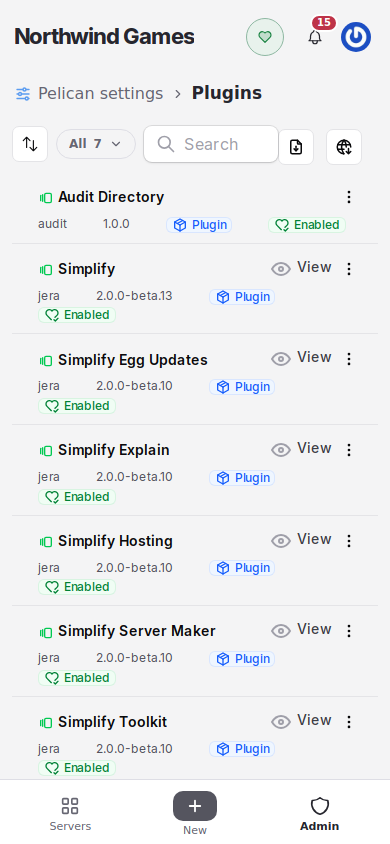 Northwind Games
15
Pelican settings > Plugins
All 7
Search
Audit Directory
audit 1.0.0 Plugin Enabled
Simplify View
jera 2.0.0-beta.13 Plugin
Enabled
Simplify Egg Updates View
jera 2.0.0-beta.10 Plugin
Enabled
Simplify Explain View
jera 2.0.0-beta.10 Plugin
Enabled
Simplify Hosting View
jera 2.0.0-beta.10 Plugin
Enabled
Simplify Server Maker View
jera 2.0.0-beta.10 Plugin
Enabled
Simplify Toolkit View
jera 2.0.0-beta.10 Plugin
Enabled
Servers New Admin